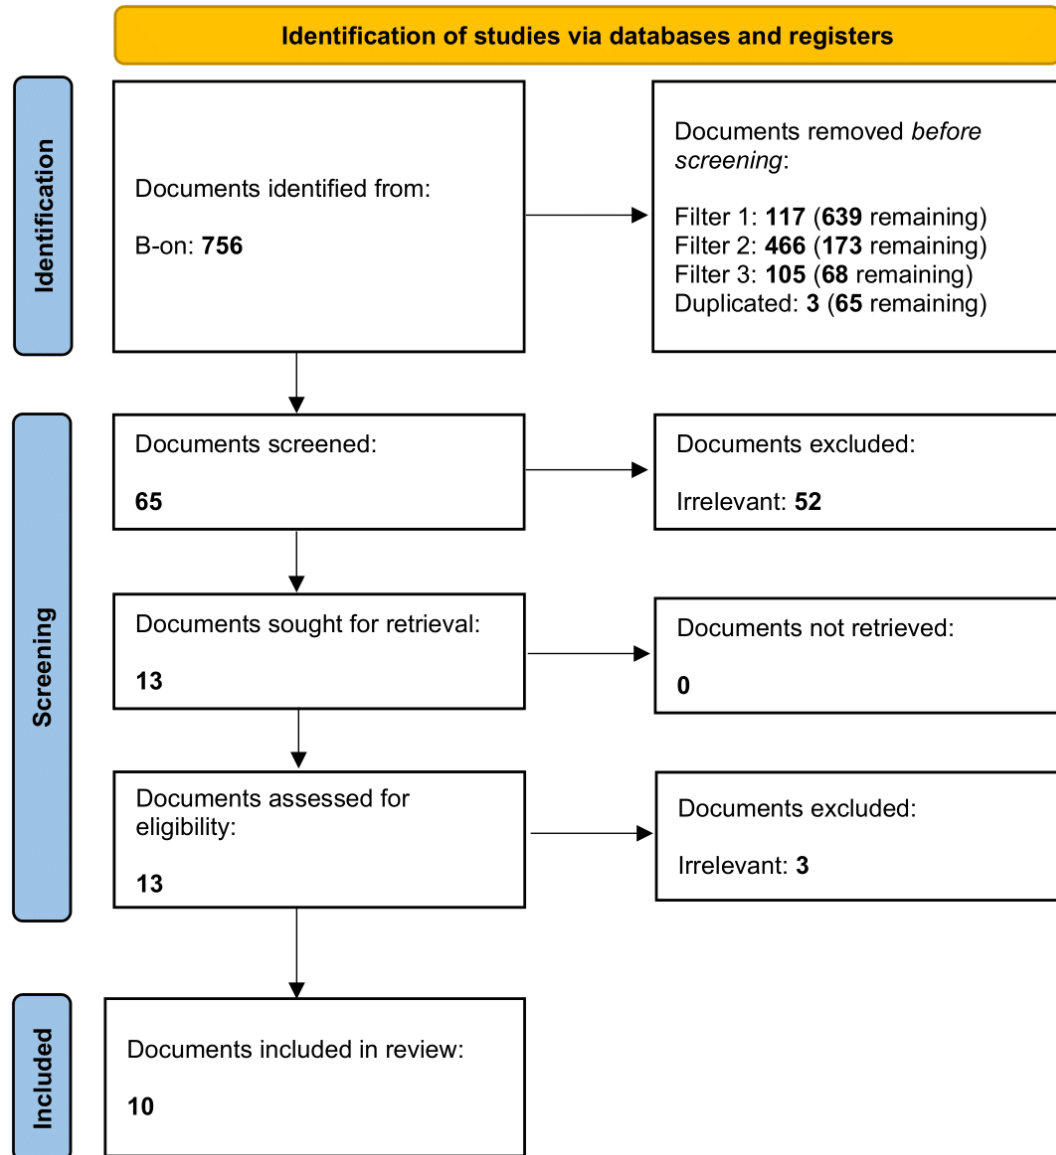 Identification of studies via databases and registers
Identification
Documents identified from:
B-on: 756
Documents removed before
screening:
Filter 1: 117 (639 remaining)
Filter 2: 466 (173 remaining)
Filter 3: 105 (68 remaining)
Duplicated: 3 (65 remaining)
Screening
Documents screened:
65
Documents excluded:
Irrelevant: 52
Documents sought for retrieval:
13
Documents not retrieved:
0
Documents assessed for
eligibility:
13
Documents excluded:
Irrelevant: 3
Included
Documents included in review:
10